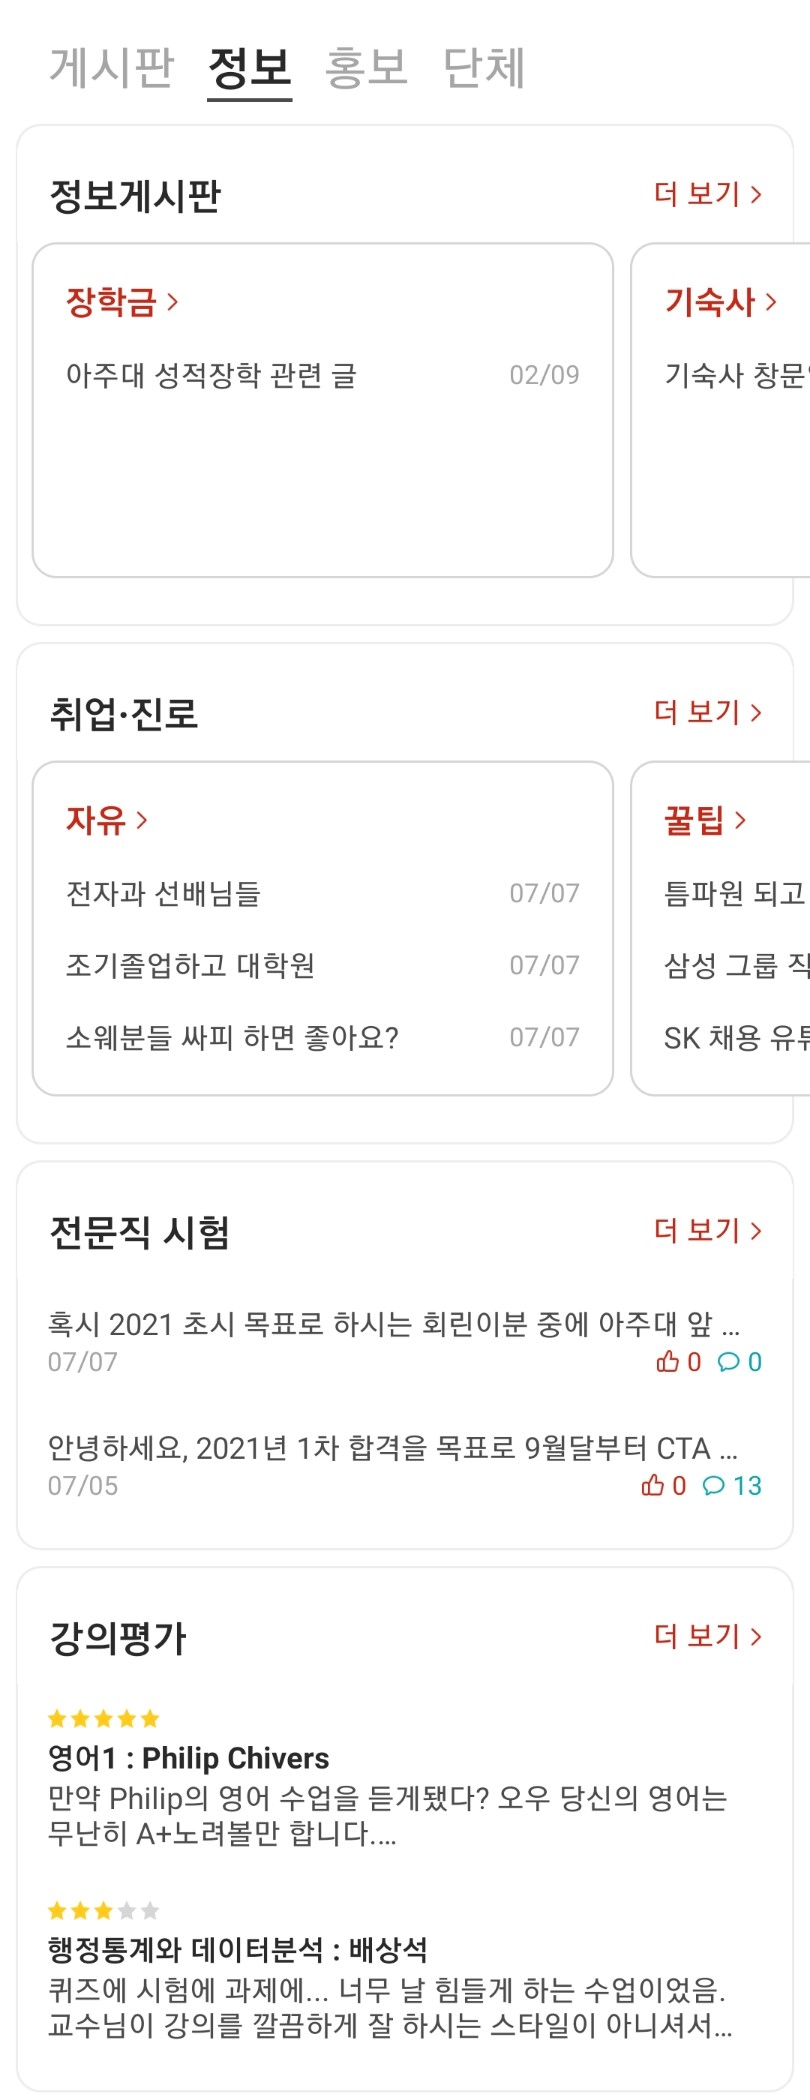 게시판 정보 홍보 단체
정보게시판 더 보기 >
장학금 > 기숙사 >
아주대 성적장학 관련 글 02/09 기숙사 창문
취업·진로 더 보기 >
자유 > 꿀팁 >
전자과 선배님들 07/07 틈파원 되고
조기졸업하고 대학원 07/07 삼성 그룹 직
소웨분들 싸피 하면 좋아요? 07/07 SK 채용 유튜
전문직 시험 더 보기 >
혹시 2021 초시 목표로 하시는 회린이분 중에 아주대 앞 ...
07/07 0 0
안녕하세요, 2021년 1차 합격을 목표로 9월달부터 CTA ...
07/05 0 13
강의평가 더 보기 >
영어1 : Philip Chivers
만약 Philip의 영어 수업을 듣게됐다? 오우 당신의 영어는
무난히 A+노려볼만 합니다....
행정통계와 데이터분석 : 배상석
퀴즈에 시험에 과제에... 너무 날 힘들게 하는 수업이었음.
교수님이 강의를 깔끔하게 잘 하시는 스타일이 아니셔서...